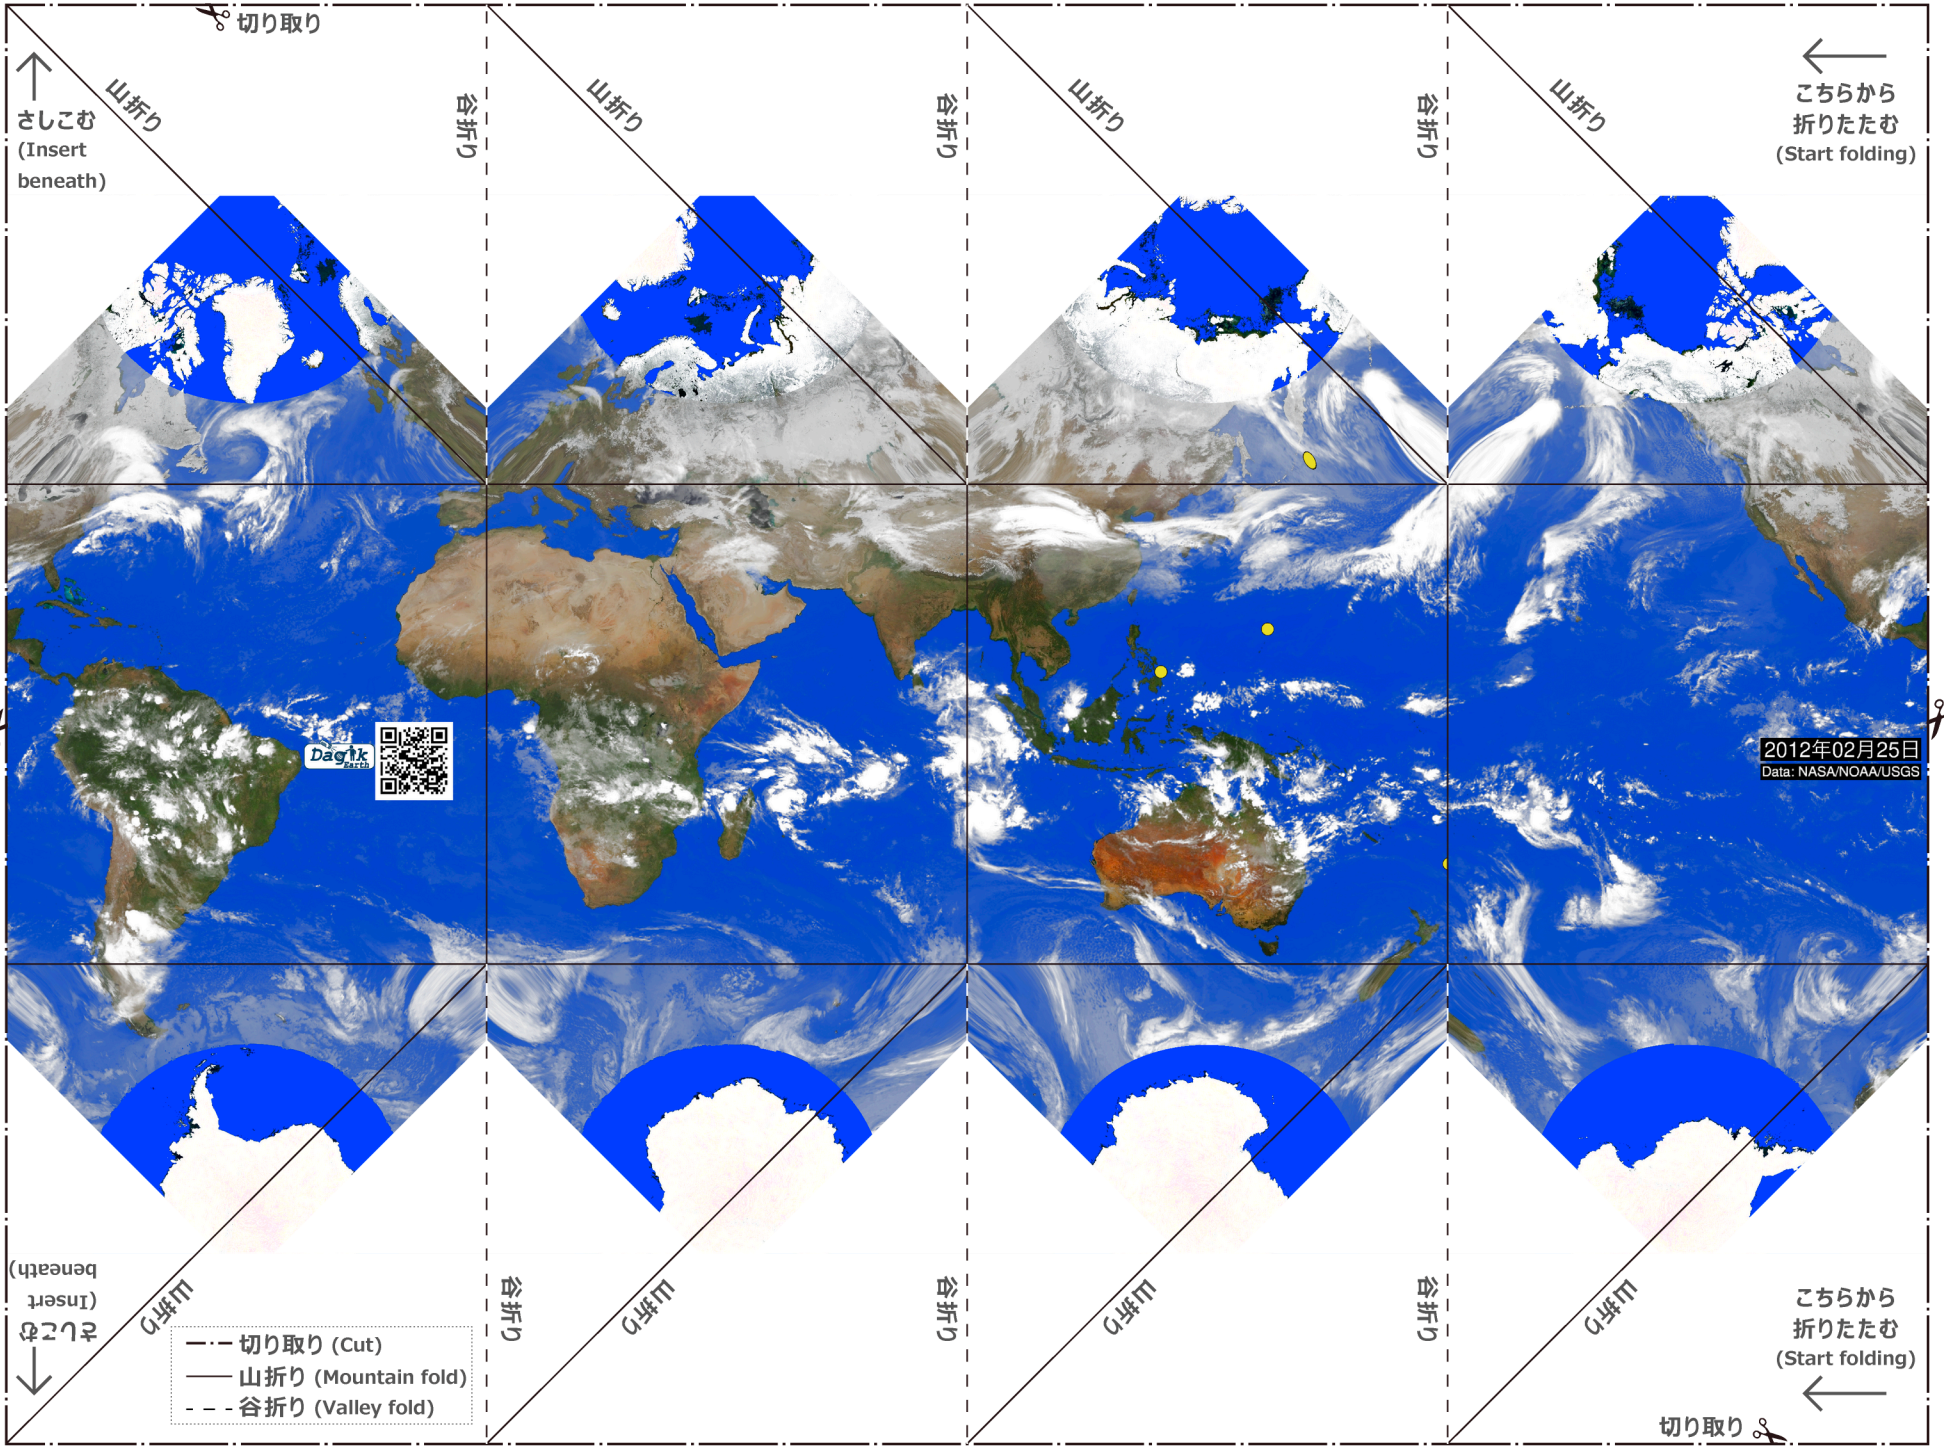 切り取り
山折り
山折り
山折り
山折り
谷折り
谷折り
谷折り
さしこむ
(Insert
beneath)
こちらから
折りたたむ
(Start folding)
Dagik
Earth
2012年02月25日
Data: NASA/NOAA/USGS
さしこむ
(Insert
beneath)
山折り
山折り
山折り
山折り
谷折り
谷折り
谷折り
切り取り (Cut)
山折り (Mountain fold)
谷折り (Valley fold)
こちらから
折りたたむ
(Start folding)
切り取り